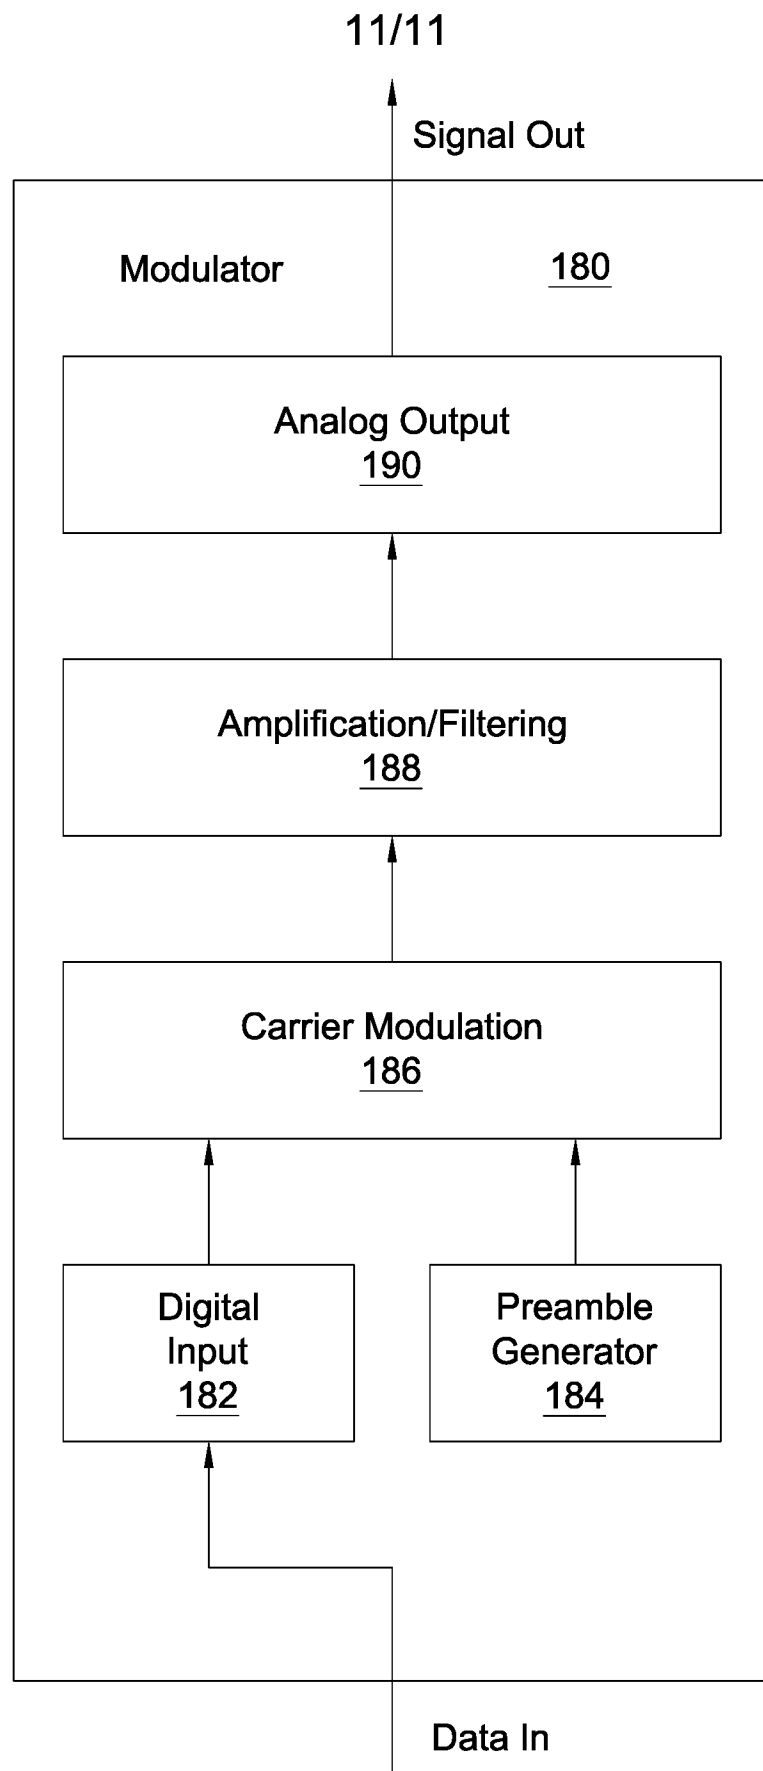 11/11
Signal Out
Modulator 180
Analog Output
190
Amplification/Filtering
188
Carrier Modulation
186
Digital
Input
182
Preamble
Generator
184
Data In